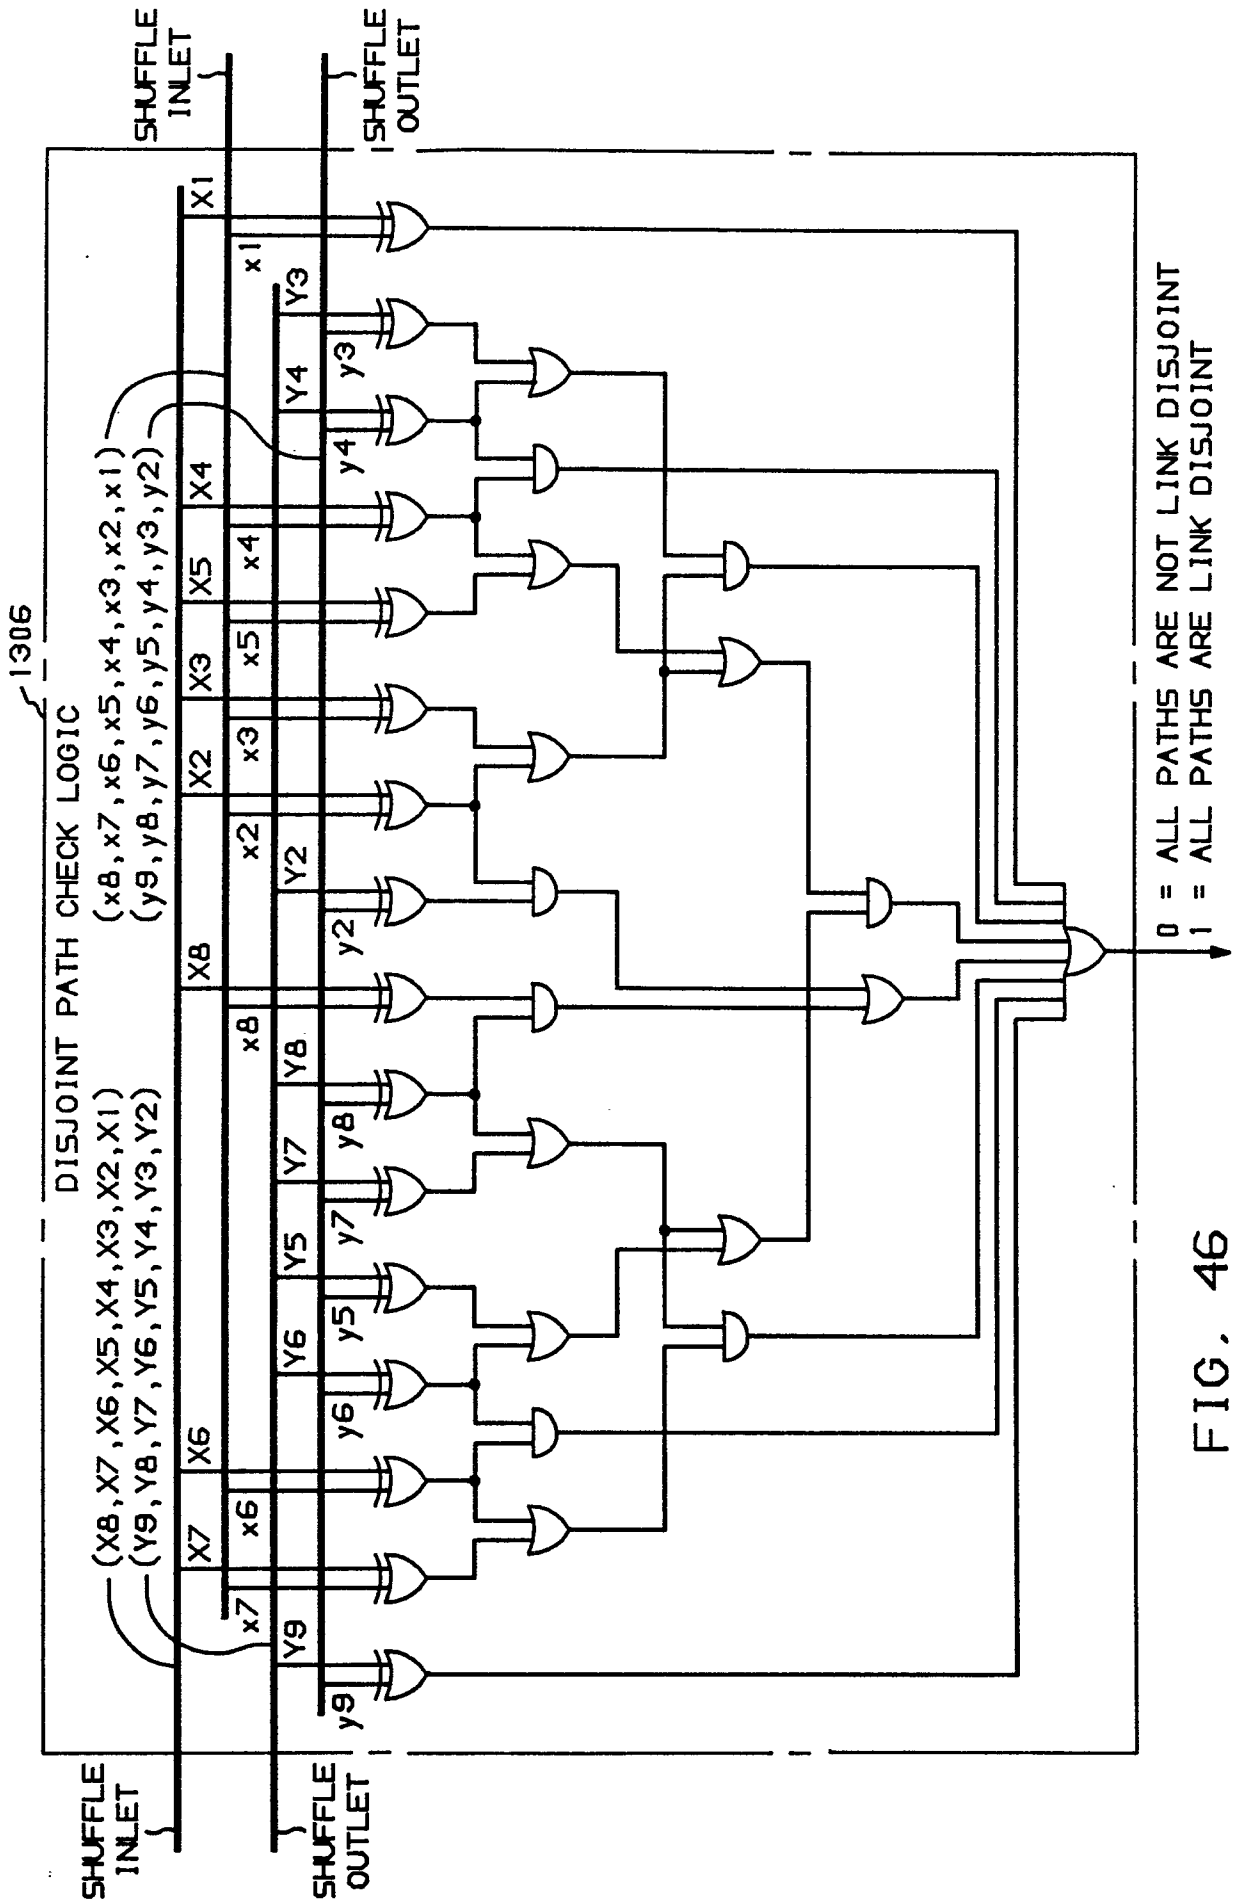 1306
DISJOINT PATH CHECK LOGIC
SHUFFLE
INLET
(X8,X7,X6,X5,X4,X3,X2,X1)
(Y9,Y8,Y7,Y6,Y5,Y4,Y3,Y2)
(x8,x7,x6,x5,x4,x3,x2,x1)
(y9,y8,y7,y6,y5,y4,y3,y2)
SHUFFLE
INLET
X7
X6
X8
X2
X3
X5
X4
X1
x7
x6
x8
x2
x3
x5
x4
x1
SHUFFLE
OUTLET
Y9
Y6
Y5
Y7
Y8
Y2
Y4
Y3
SHUFFLE
OUTLET
y9
y6
y5
y7
y8
y2
y4
y3
0 = ALL PATHS ARE NOT LINK DISJOINT
1 = ALL PATHS ARE LINK DISJOINT
FIG. 46